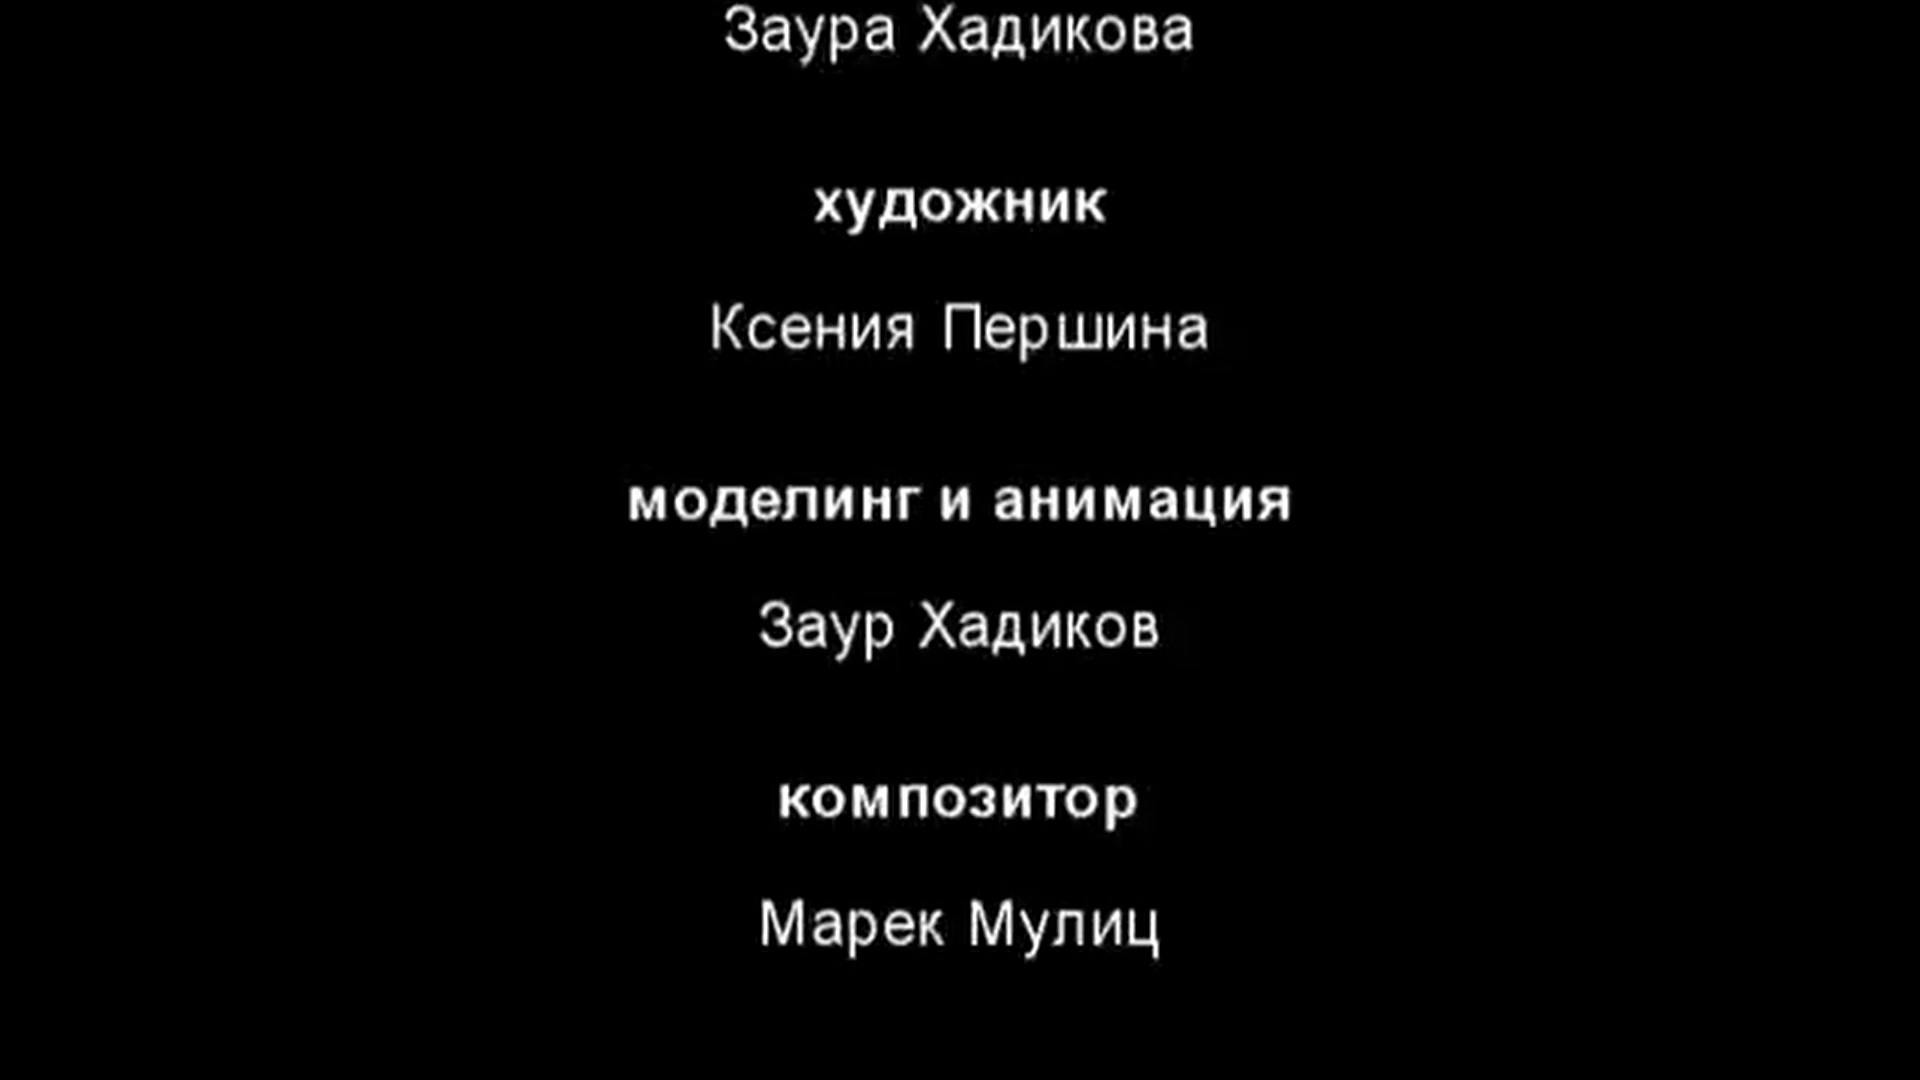 Заура Хадикова
художник
Ксения Першина
моделинг и анимация
Заур Хадиков
композитор
Марек Мулиц